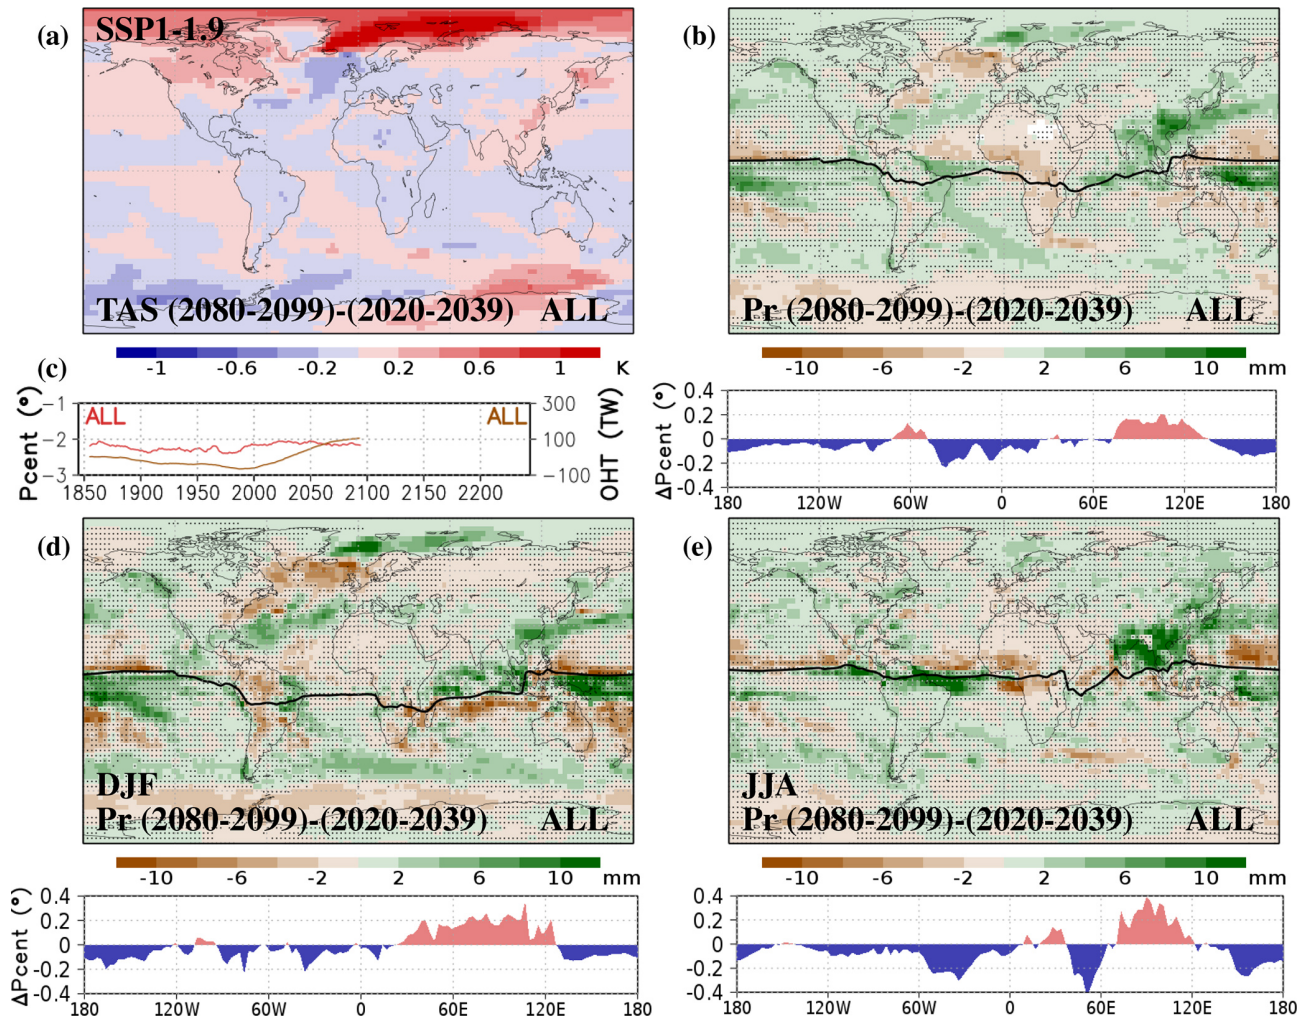 (a) SSP1-1.9
TAS (2080-2099)-(2020-2039) ALL
-1 -0.6 -0.2 0.2 0.6 1 K
(b)
Pr (2080-2099)-(2020-2039) ALL
-10 -6 -2 2 6 10 mm
(c)
Pcent (°)
-1
-2
-3
ALL ALL
300
100
-100
OHT (TW)
1850 1900 1950 2000 2050 2100 2150 2200
ΔPcent (°)
0.4
0.2
0
-0.2
-0.4
180 120W 60W 0 60E 120E 180
(d)
DJF
Pr (2080-2099)-(2020-2039) ALL
-10 -6 -2 2 6 10 mm
ΔPcent (°)
0.4
0.2
0
-0.2
-0.4
180 120W 60W 0 60E 120E 180
(e)
JJA
Pr (2080-2099)-(2020-2039) ALL
-10 -6 -2 2 6 10 mm
ΔPcent (°)
0.4
0.2
0
-0.2
-0.4
180 120W 60W 0 60E 120E 180